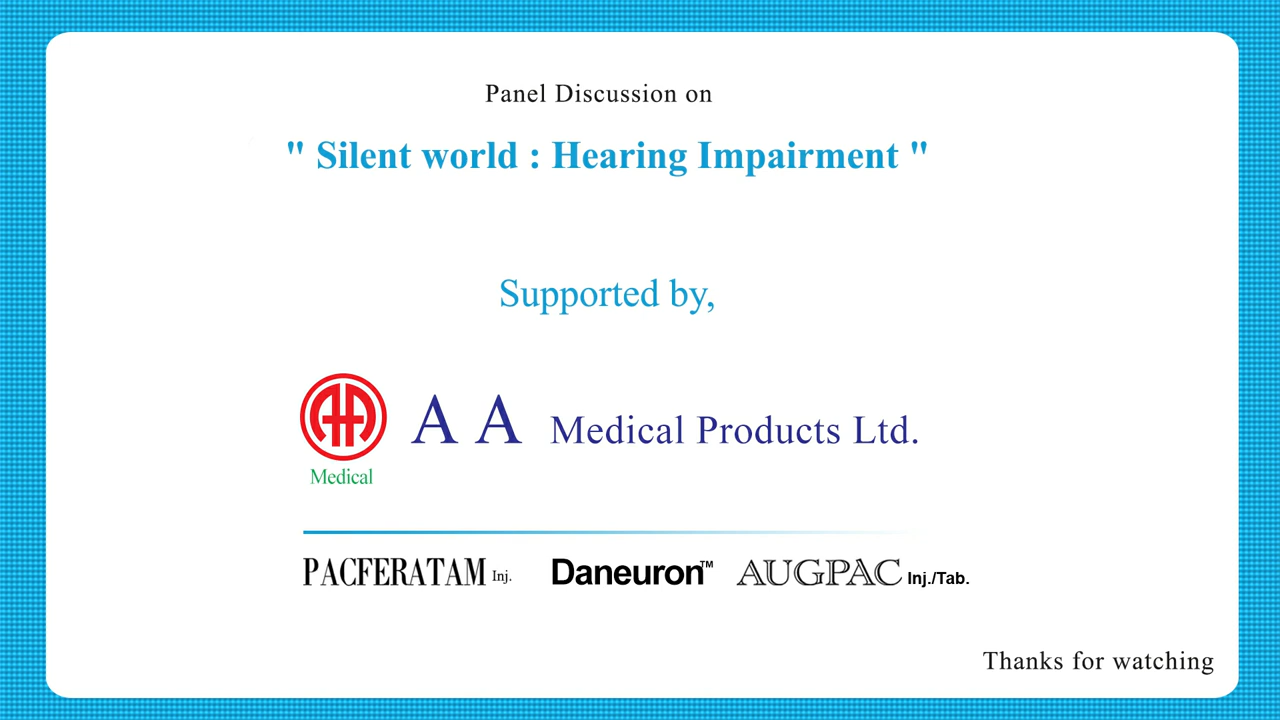 Panel Discussion on
" Silent world : Hearing Impairment "
Supported by,
AA
Medical
A A Medical Products Ltd.
PACFERATAM Inj. Daneuron™ AUGPAC Inj./Tab.
Thanks for watching